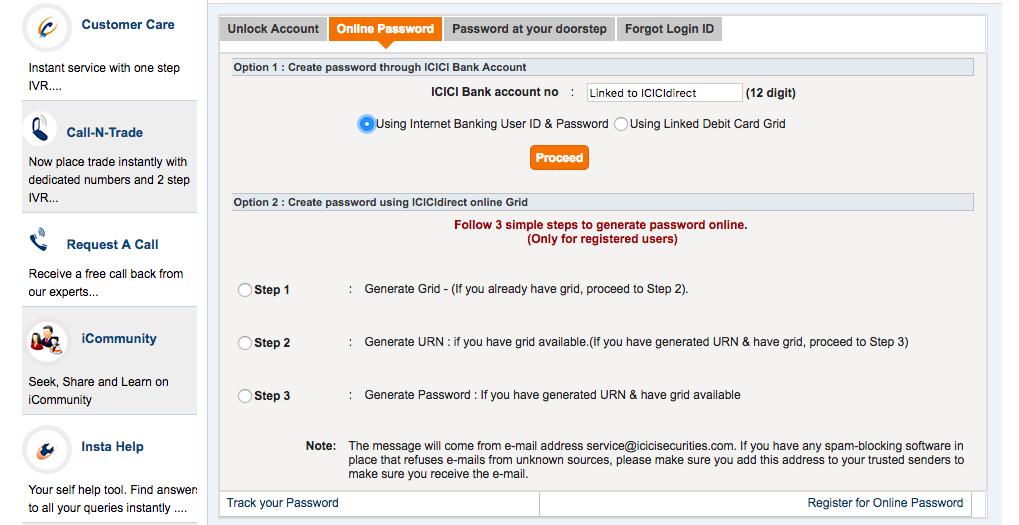 Customer Care
Instant service with one step
IVR....
Call-N-Trade
Now place trade instantly with
dedicated numbers and 2 step
IVR...
Request A Call
Receive a free call back from
our experts...
iCommunity
Seek, Share and Learn on
iCommunity
Insta Help
Your self help tool. Find answers
to all your queries instantly ....
Unlock Account Online Password Password at your doorstep Forgot Login ID
Option 1 : Create password through ICICI Bank Account
ICICI Bank account no : Linked to ICICIdirect (12 digit)
Using Internet Banking User ID & Password Using Linked Debit Card Grid
Proceed
Option 2 : Create password using ICICIdirect online Grid
Follow 3 simple steps to generate password online.
(Only for registered users)
Step 1 : Generate Grid - (If you already have grid, proceed to Step 2).
Step 2 : Generate URN : if you have grid available.(If you have generated URN & have grid, proceed to Step 3)
Step 3 : Generate Password : If you have generated URN & have grid available
Note: The message will come from e-mail address service@icicisecurities.com. If you have any spam-blocking software in
place that refuses e-mails from unknown sources, please make sure you add this address to your trusted senders to
make sure you receive the e-mail.
Track your Password Register for Online Password